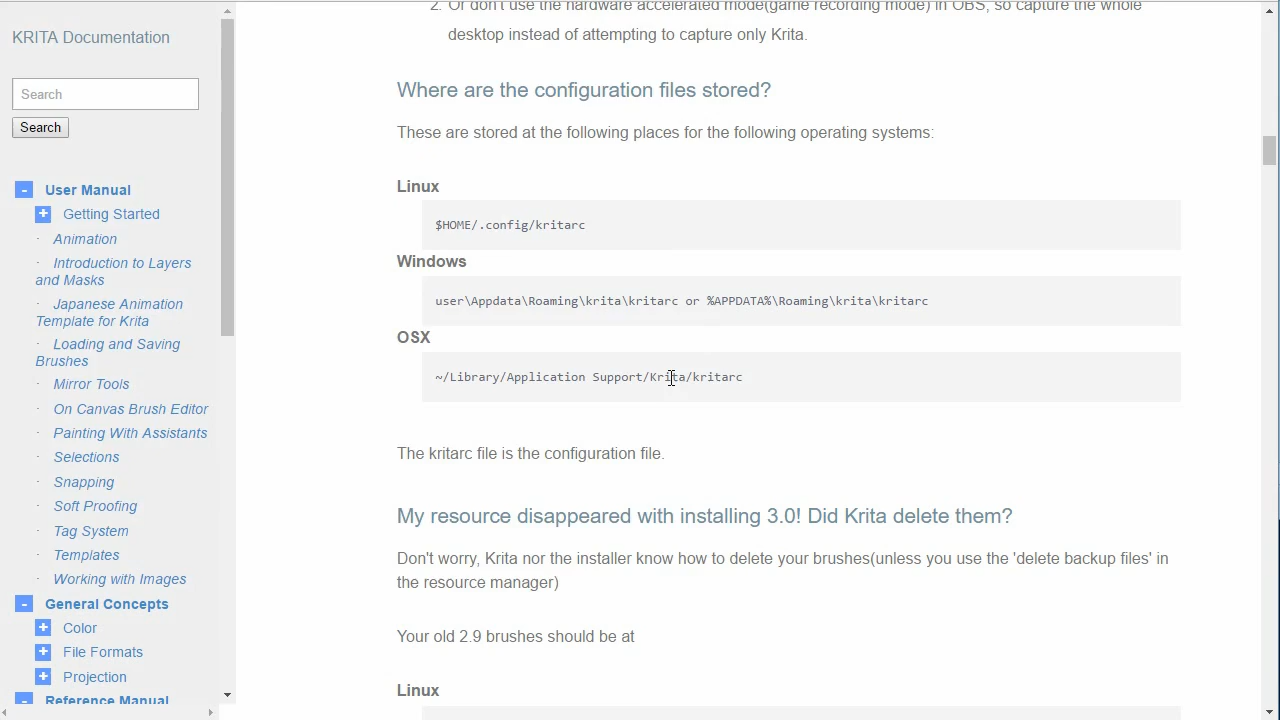 KRITA Documentation
Search
Search
- User Manual
+ Getting Started
· Animation
· Introduction to Layers
and Masks
· Japanese Animation
Template for Krita
· Loading and Saving
Brushes
· Mirror Tools
· On Canvas Brush Editor
· Painting With Assistants
· Selections
· Snapping
· Soft Proofing
· Tag System
· Templates
· Working with Images
- General Concepts
+ Color
+ File Formats
+ Projection
- Reference Manual
2. Or don't use the hardware accelerated mode(game recording mode) in OBS, so capture the whole
desktop instead of attempting to capture only Krita.
Where are the configuration files stored?
These are stored at the following places for the following operating systems:
Linux
$HOME/.config/kritarc
Windows
user\Appdata\Roaming\krita\kritarc or %APPDATA%\Roaming\krita\kritarc
OSX
~/Library/Application Support/Krita/kritarc
The kritarc file is the configuration file.
My resource disappeared with installing 3.0! Did Krita delete them?
Don't worry, Krita nor the installer know how to delete your brushes(unless you use the 'delete backup files' in
the resource manager)
Your old 2.9 brushes should be at
Linux